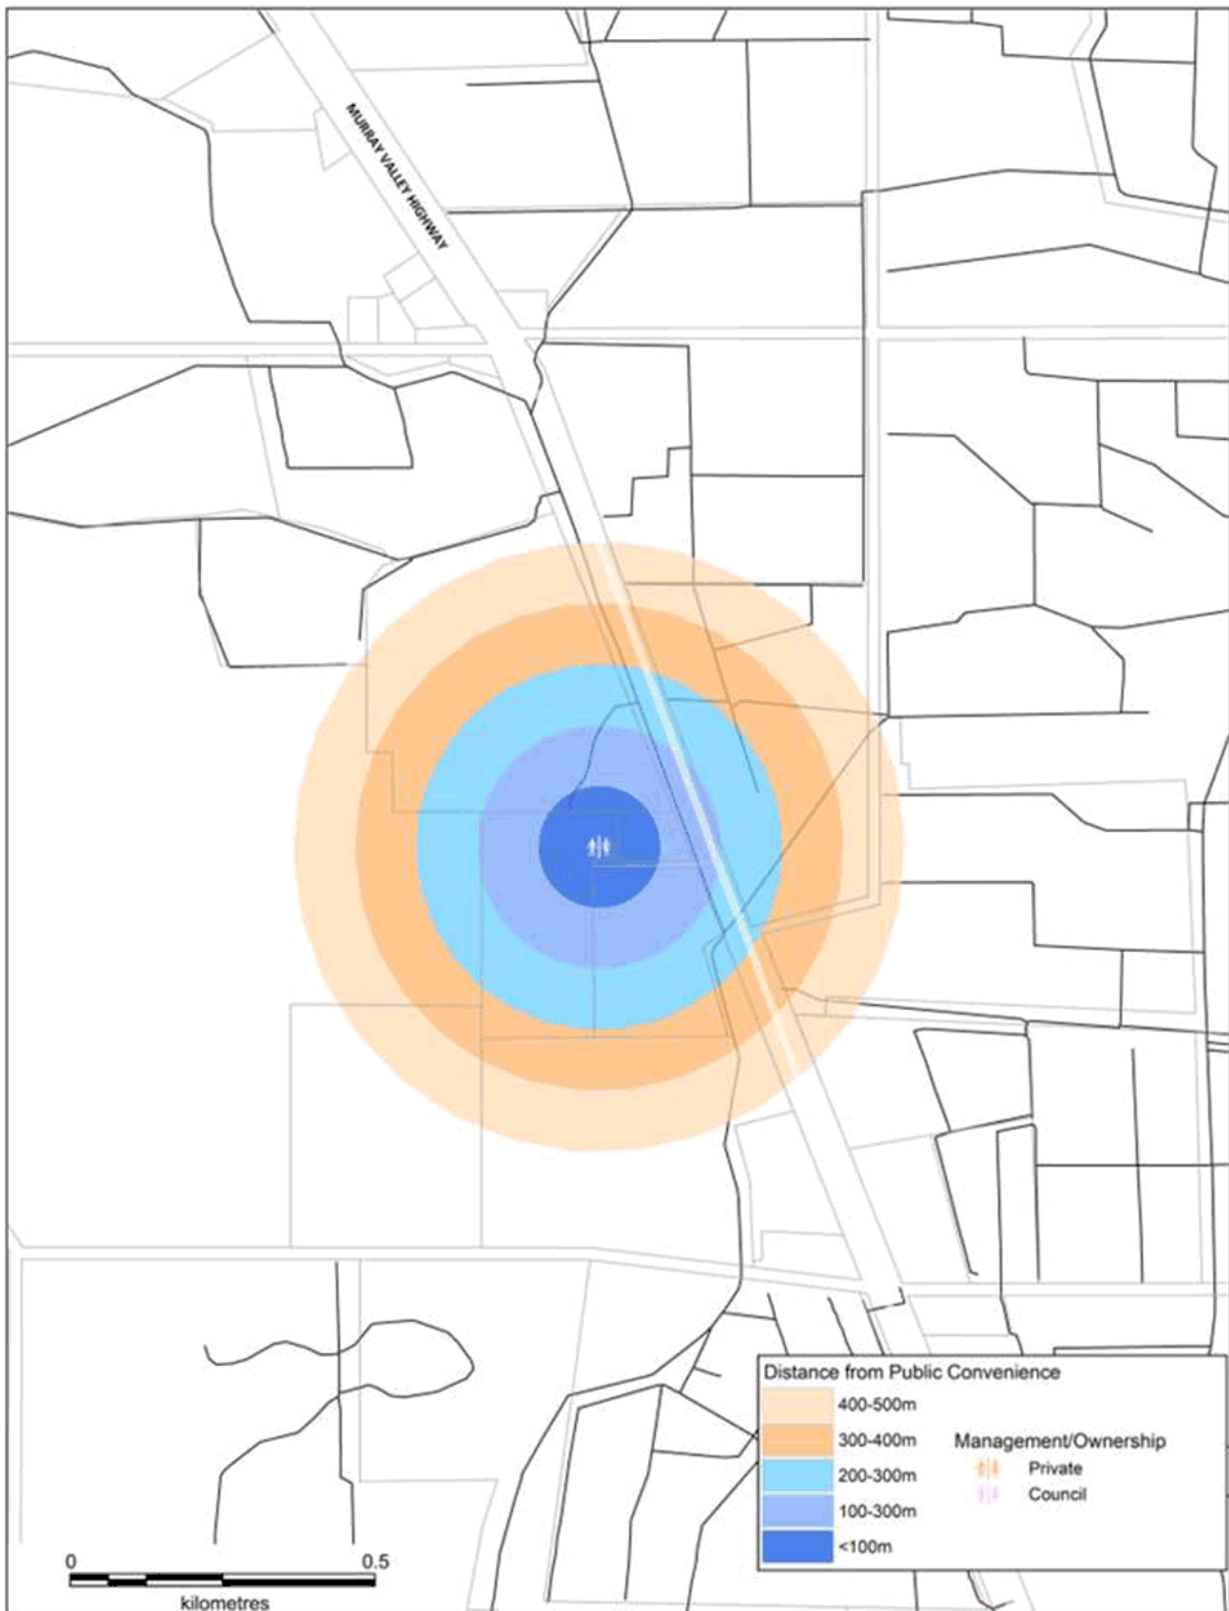 MURRAY VALLEY HIGHWAY
Distance from Public Convenience
400-500m
300-400m
200-300m
100-300m
<100m
Management/Ownership
Private
Council
0 0.5
kilometres